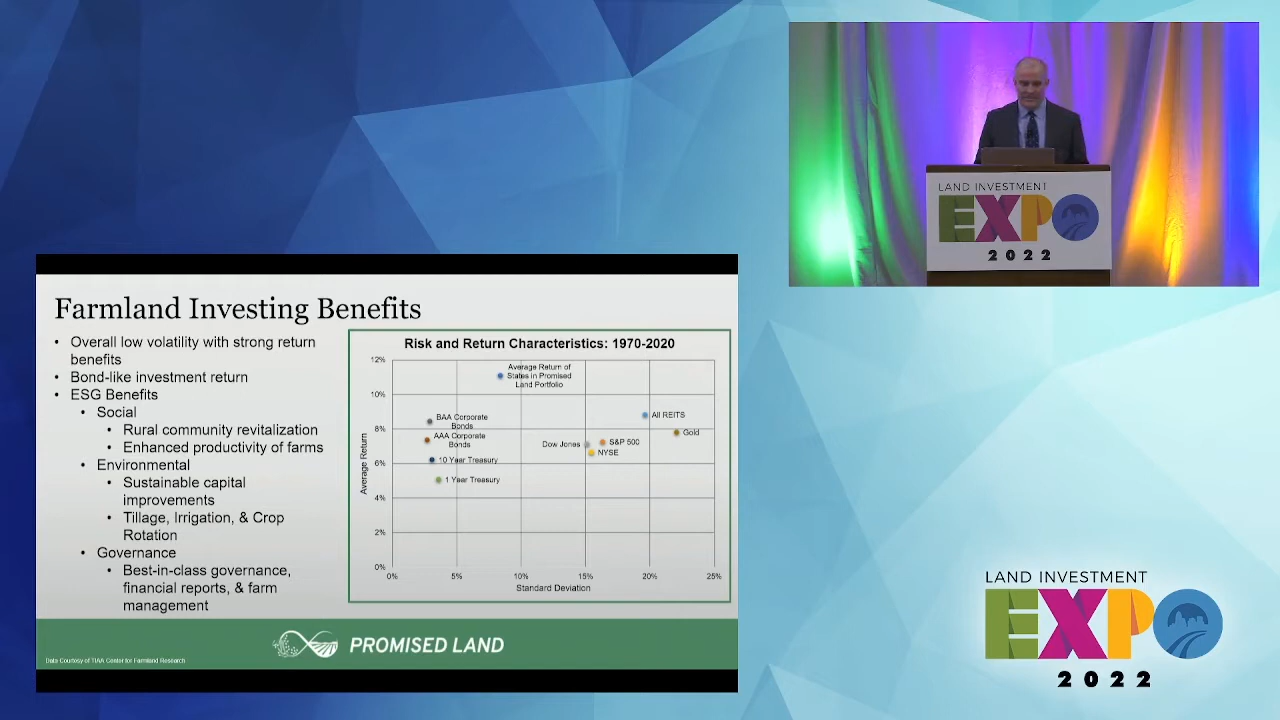 LAND INVESTMENT
EXPO
2022
Farmland Investing Benefits
• Overall low volatility with strong return
benefits
• Bond-like investment return
• ESG Benefits
• Social
• Rural community revitalization
• Enhanced productivity of farms
• Environmental
• Sustainable capital
improvements
• Tillage, Irrigation, & Crop
Rotation
• Governance
• Best-in-class governance,
financial reports, & farm
management
Risk and Return Characteristics: 1970-2020
Average Return
12%
10%
8%
6%
4%
2%
0%
Average Return of
States in Promised
Land Portfolio
BAA Corporate
Bonds
AAA Corporate
Bonds
10 Year Treasury
1 Year Treasury
All REITS
Gold
Dow Jones
S&P 500
NYSE
0% 5% 10% 15% 20% 25%
Standard Deviation
PROMISED LAND
Data Courtesy of TIAA Center for Farmland Research
LAND INVESTMENT
EXPO
2022